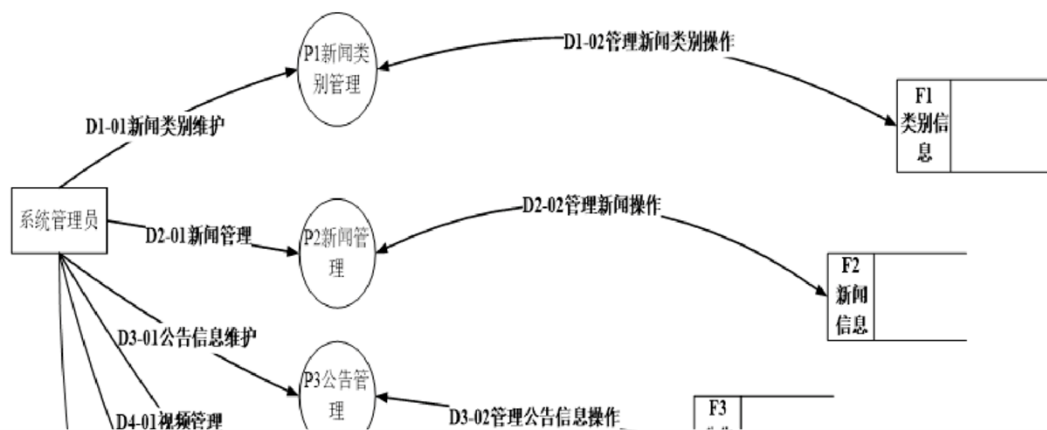 P1新闻类
别管理
D1-02管理新闻类别操作
F1
类别信
息
D1-01新闻类别维护
系统管理员
D2-01新闻管理
P2新闻管
理
D2-02管理新闻操作
F2
新闻
信息
D3-01公告信息维护
P3公告管
理
D3-02管理公告信息操作
F3
D4-01视频管理